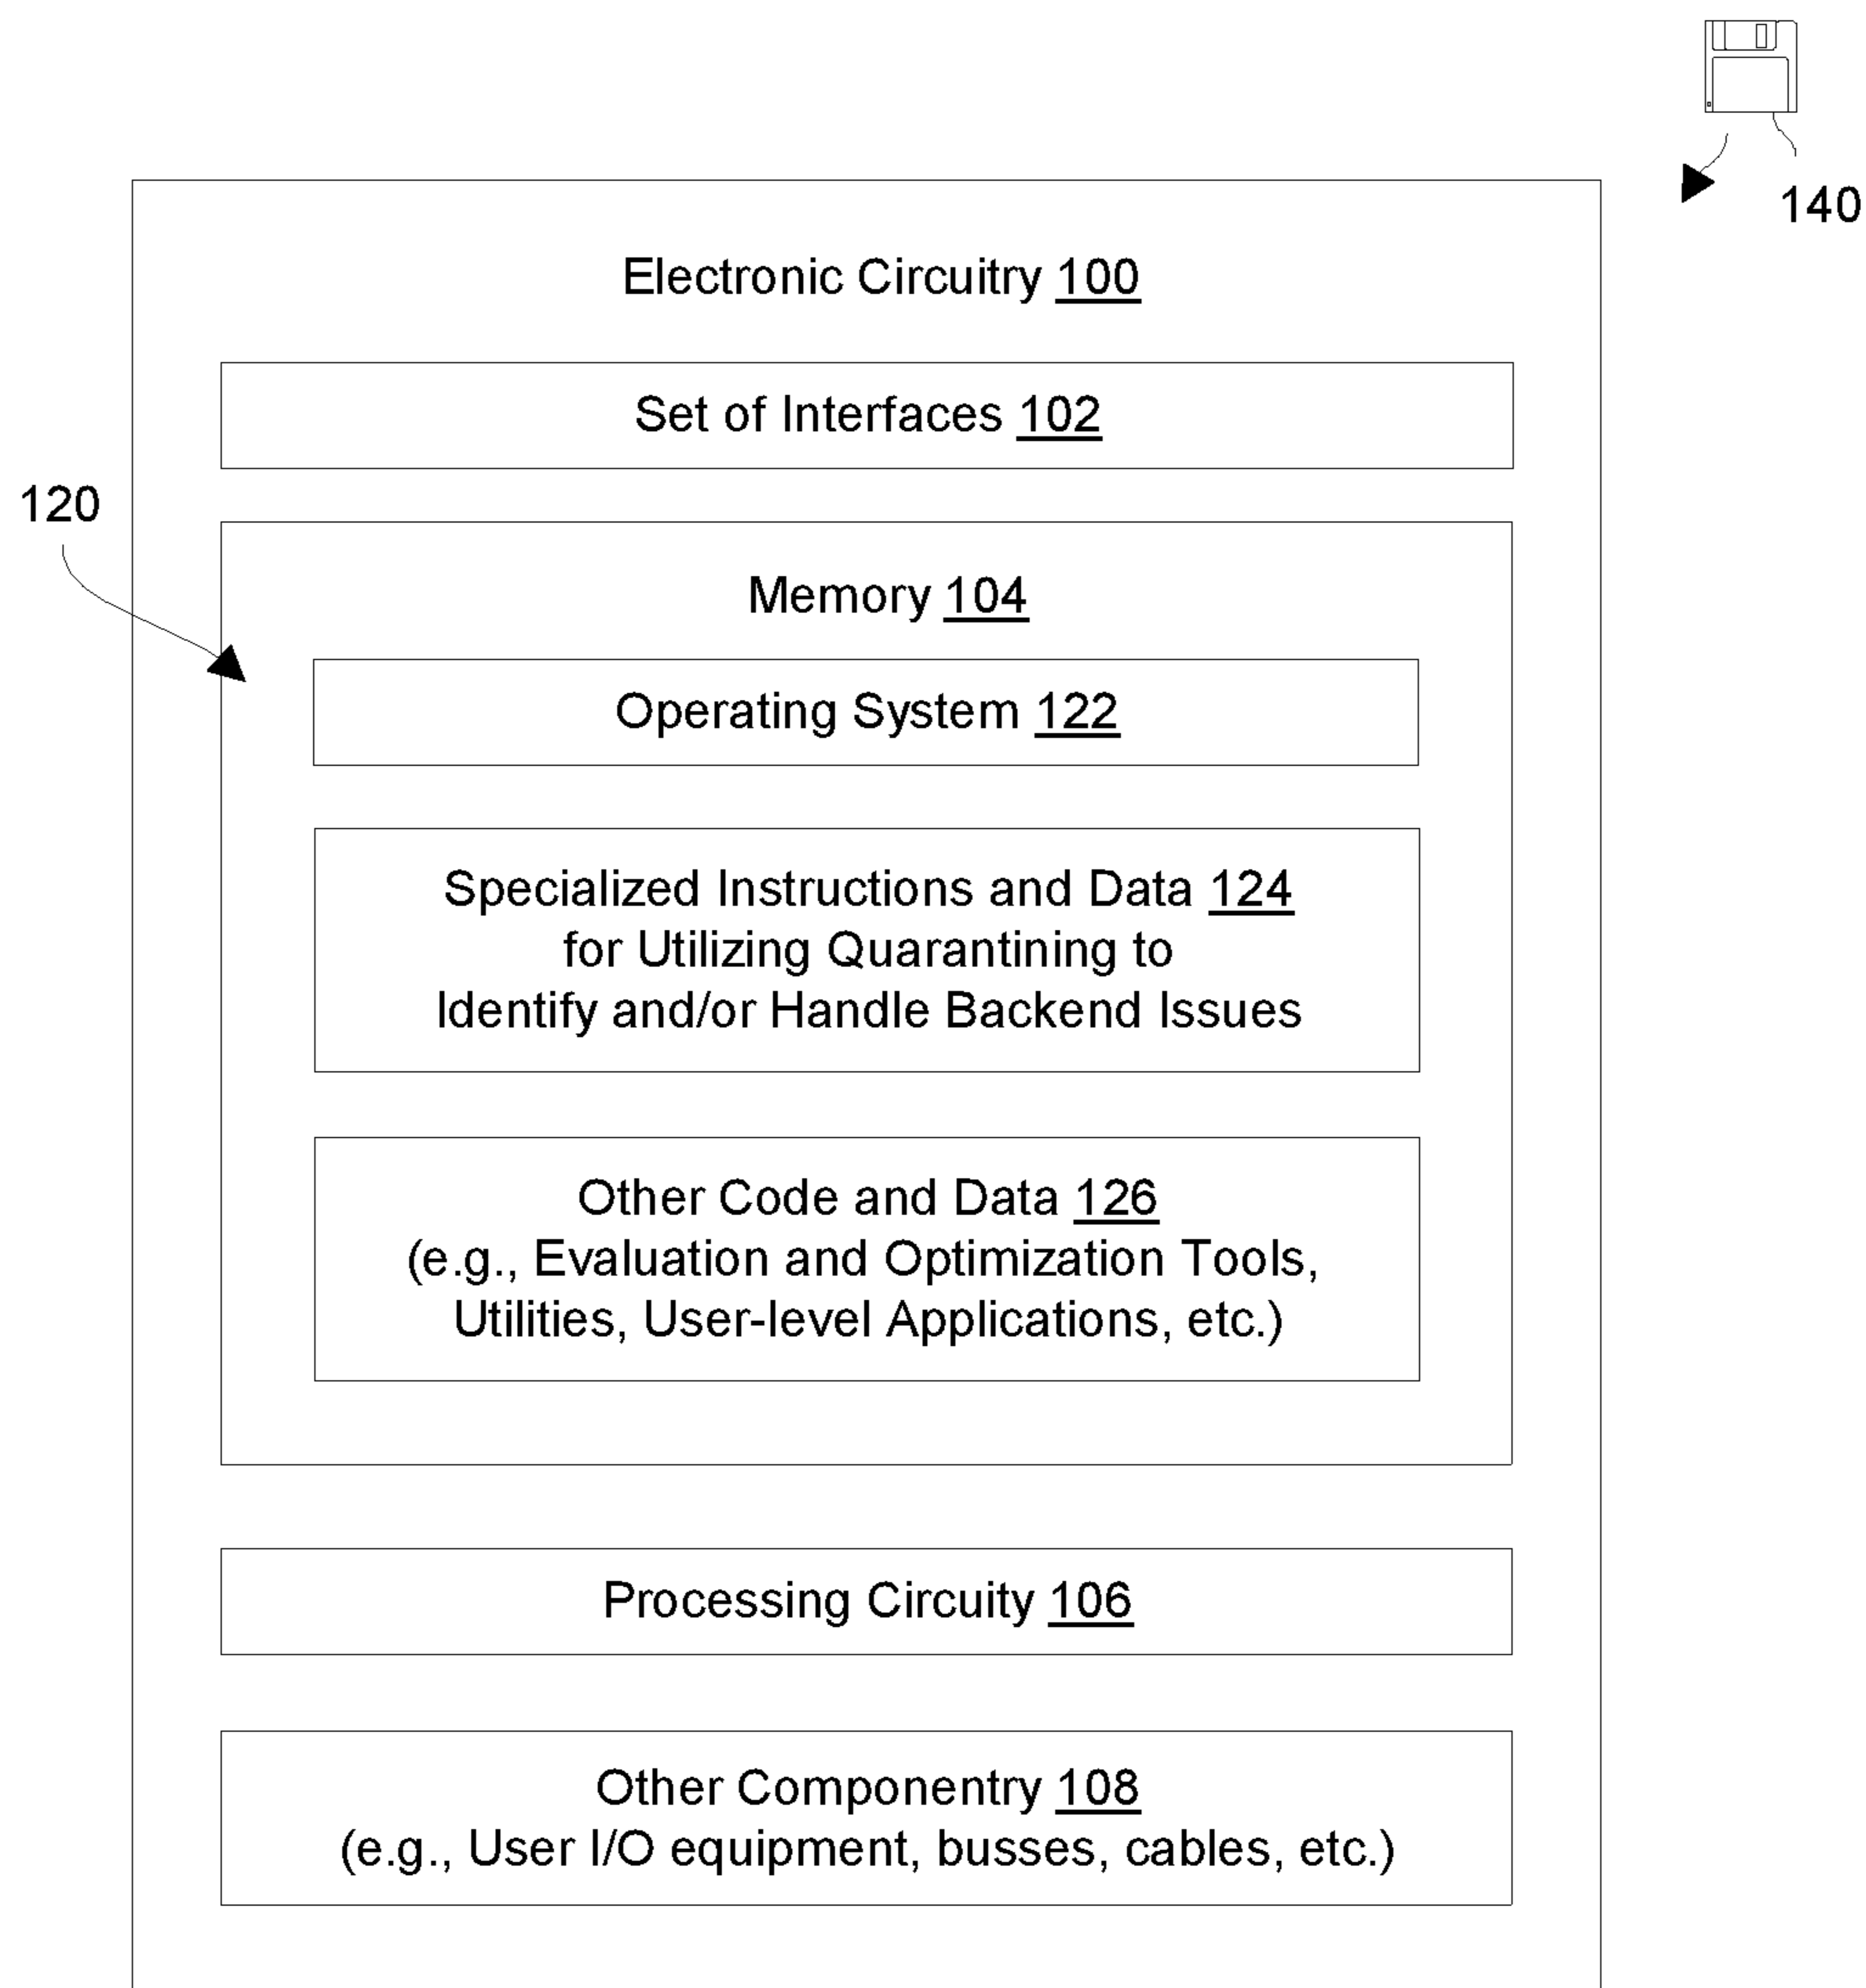 140
Electronic Circuitry 100
Set of Interfaces 102
120
Memory 104
Operating System 122
Specialized Instructions and Data 124
for Utilizing Quarantining to
Identify and/or Handle Backend Issues
Other Code and Data 126
(e.g., Evaluation and Optimization Tools,
Utilities, User-level Applications, etc.)
Processing Circuity 106
Other Componentry 108
(e.g., User I/O equipment, busses, cables, etc.)